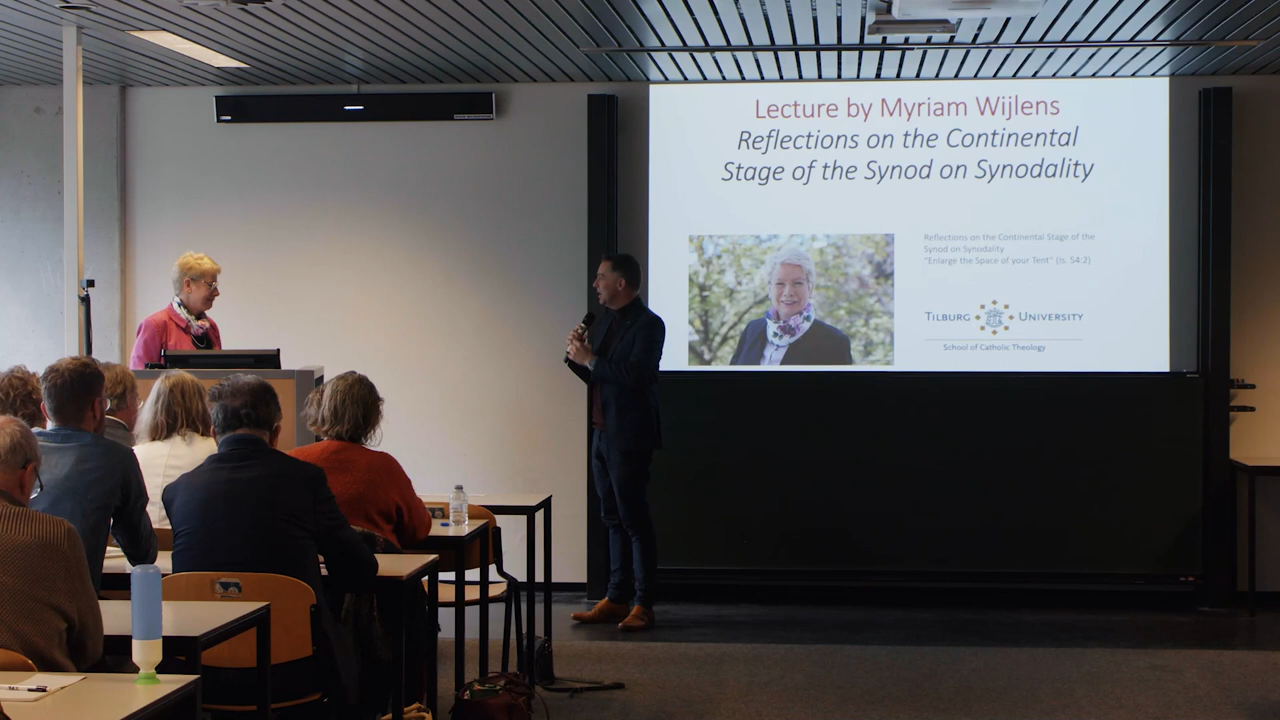 Lecture by Myriam Wijlens
Reflections on the Continental
Stage of the Synod on Synodality
Reflections on the Continental Stage of the
Synod on Synodality
"Enlarge the Space of your Tent" (Is. 54:2)
TILBURG UNIVERSITY
School of Catholic Theology